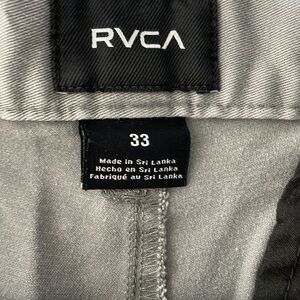 RVCA
33
Made in Sri Lanka
Hecho en Sri Lanka
Fabriqué au Sri Lanka